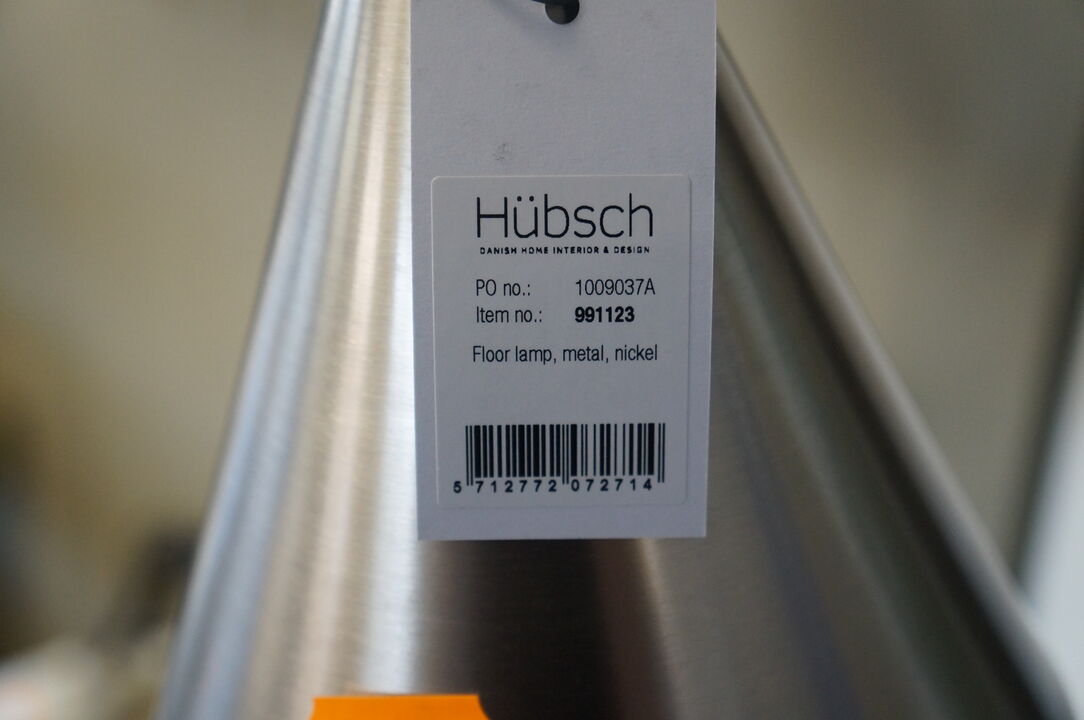 Hübsch
DANISH HOME INTERIOR & DESIGN
PO no.: 1009037A
Item no.: 991123
Floor lamp, metal, nickel
5 712772 072714